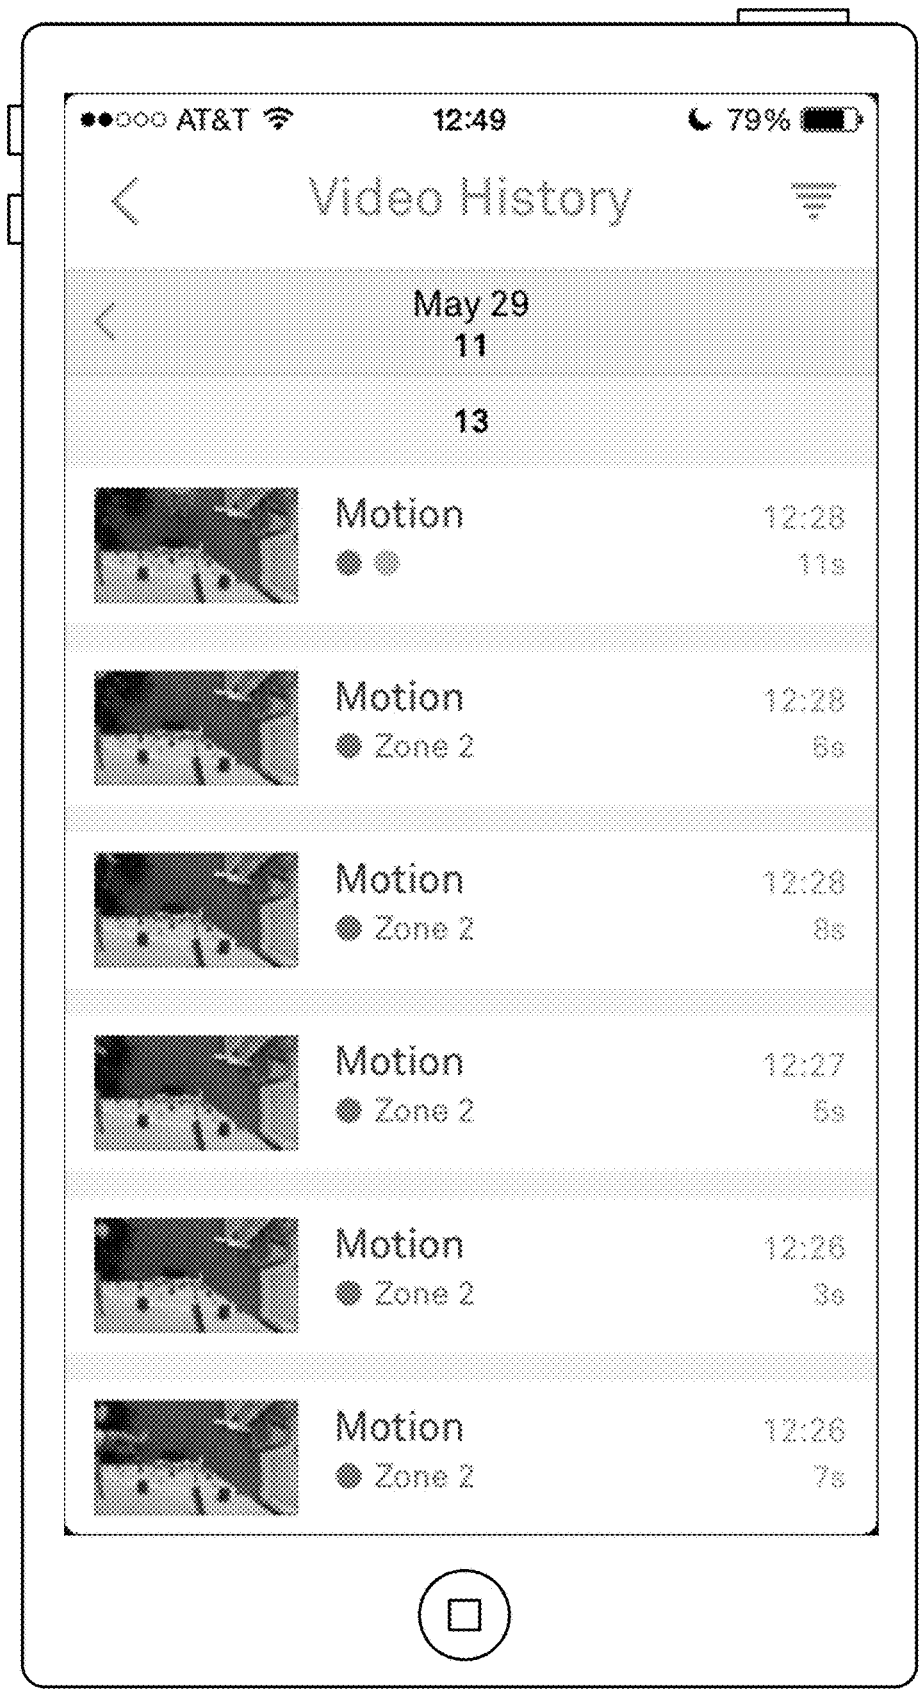 AT&T 12:49 79%
Video History
May 29
11
13
Motion 12:28
11s
Motion 12:28
Zone 2 6s
Motion 12:28
Zone 2 8s
Motion 12:27
Zone 2 5s
Motion 12:26
Zone 2 3s
Motion 12:26
Zone 2 7s